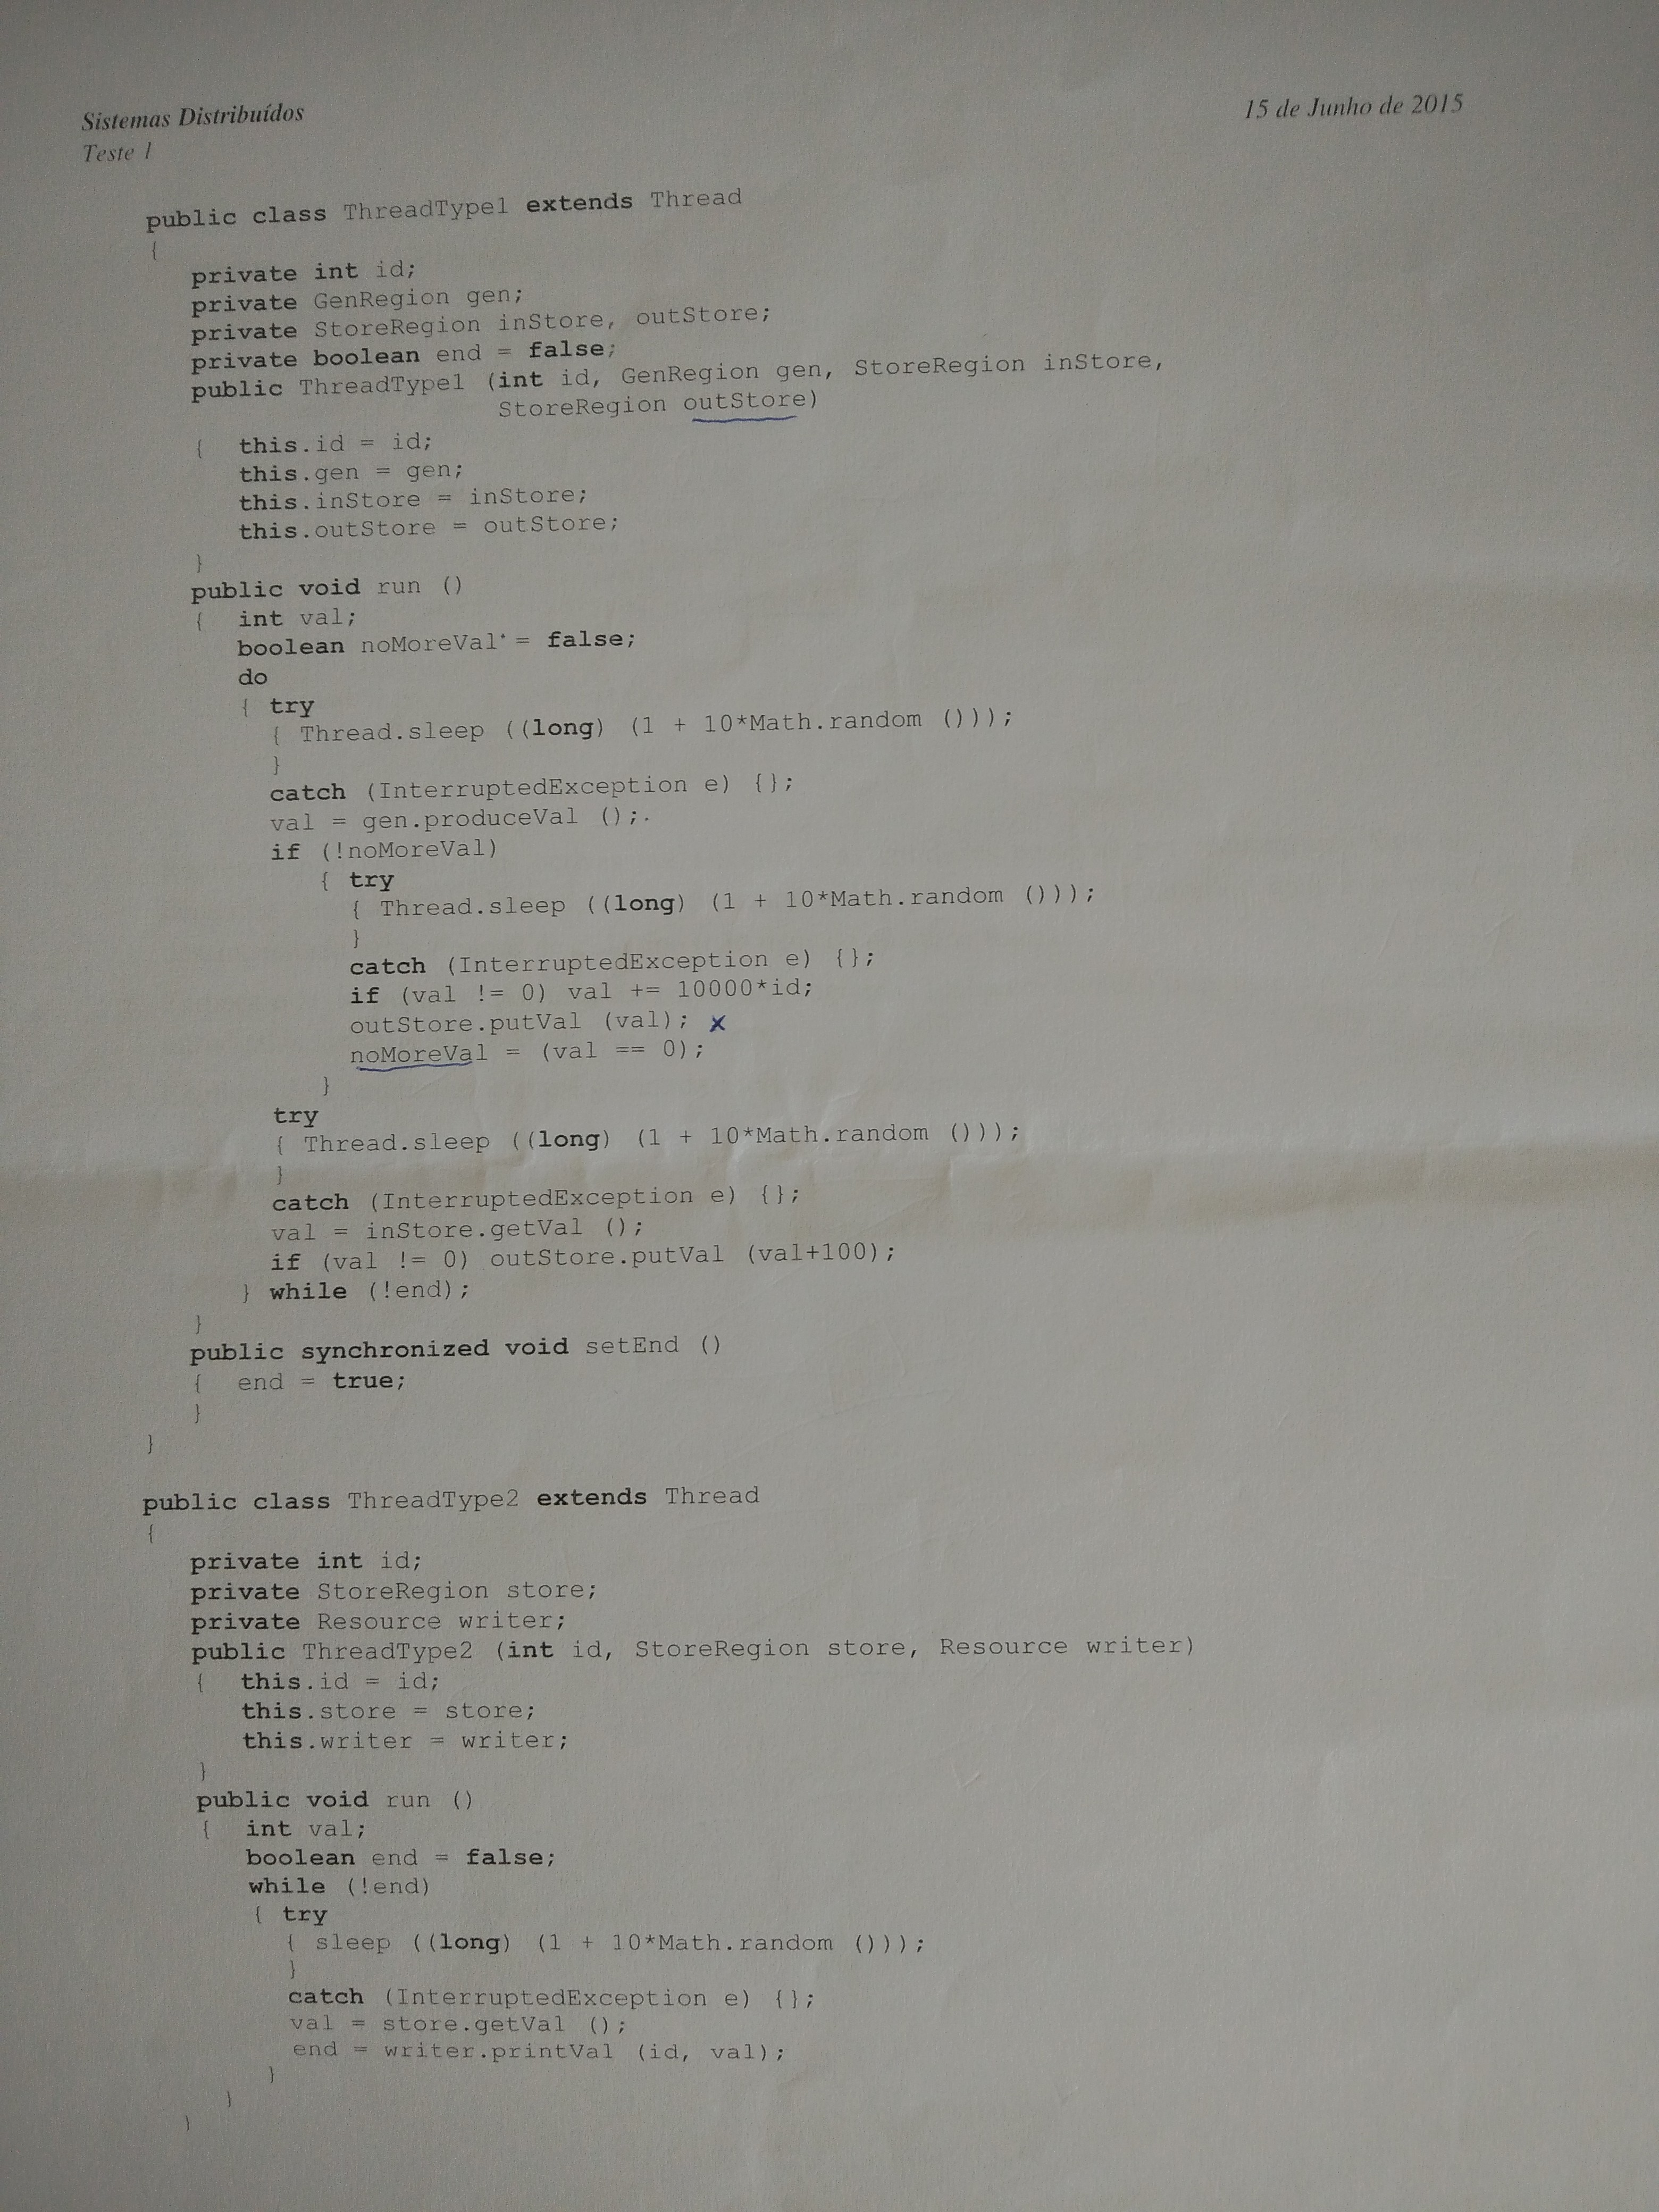 Sistemas Distribuídos
15 de Junho de 2015
Teste 1
public class ThreadType1 extends Thread
{
private int id;
private GenRegion gen;
private StoreRegion inStore, outStore;
private boolean end = false;
public ThreadType1 (int id, GenRegion gen, StoreRegion inStore,
StoreRegion outStore)
{ this.id = id;
this.gen = gen;
this.inStore = inStore;
this.outStore = outStore;
}
public void run ()
{ int val;
boolean noMoreVal = false;
do
{ try
{ Thread.sleep ((long) (1 + 10*Math.random ()));
}
catch (InterruptedException e) {};
val = gen.produceVal ();
if (!noMoreVal)
{ try
{ Thread.sleep ((long) (1 + 10*Math.random ()));
}
catch (InterruptedException e) {};
if (val != 0) val += 10000*id;
outStore.putVal (val); x
noMoreVal = (val == 0);
}
try
{ Thread.sleep ((long) (1 + 10*Math.random ()));
}
catch (InterruptedException e) {};
val = inStore.getVal ();
if (val != 0) outStore.putVal (val+100);
} while (!end);
}
public synchronized void setEnd ()
{ end = true;
}
}
public class ThreadType2 extends Thread
{
private int id;
private StoreRegion store;
private Resource writer;
public ThreadType2 (int id, StoreRegion store, Resource writer)
{ this.id = id;
this.store = store;
this.writer = writer;
}
public void run ()
{ int val;
boolean end = false;
while (!end)
{ try
{ sleep ((long) (1 + 10*Math.random ()));
}
catch (InterruptedException e) {};
val = store.getVal ();
end = writer.printVal (id, val);
}
}
}